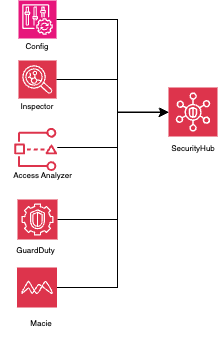 Config
Inspector
SecurityHub
Access Analyzer
GuardDuty
Macie